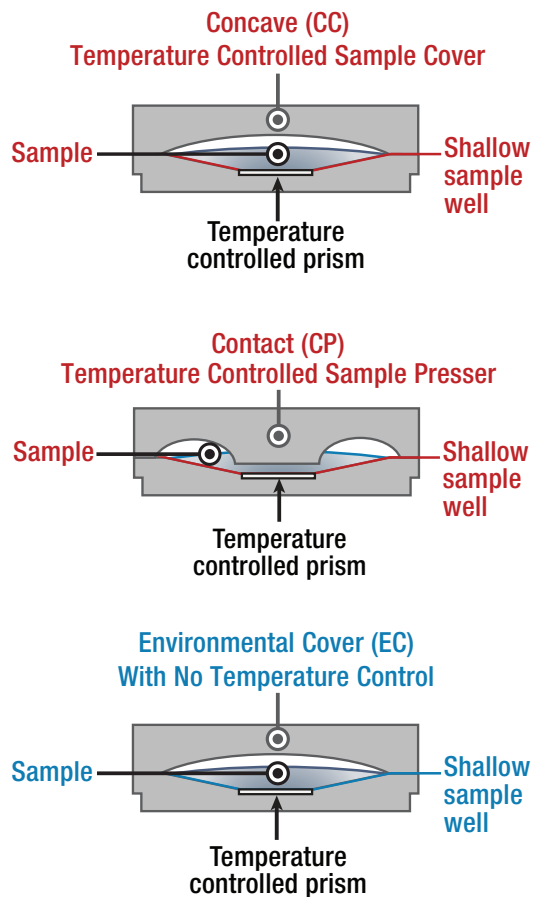 Concave (CC)
Temperature Controlled Sample Cover
Sample
Shallow
sample
well
Temperature
controlled prism
Contact (CP)
Temperature Controlled Sample Presser
Sample
Shallow
sample
well
Temperature
controlled prism
Environmental Cover (EC)
With No Temperature Control
Sample
Shallow
sample
well
Temperature
controlled prism